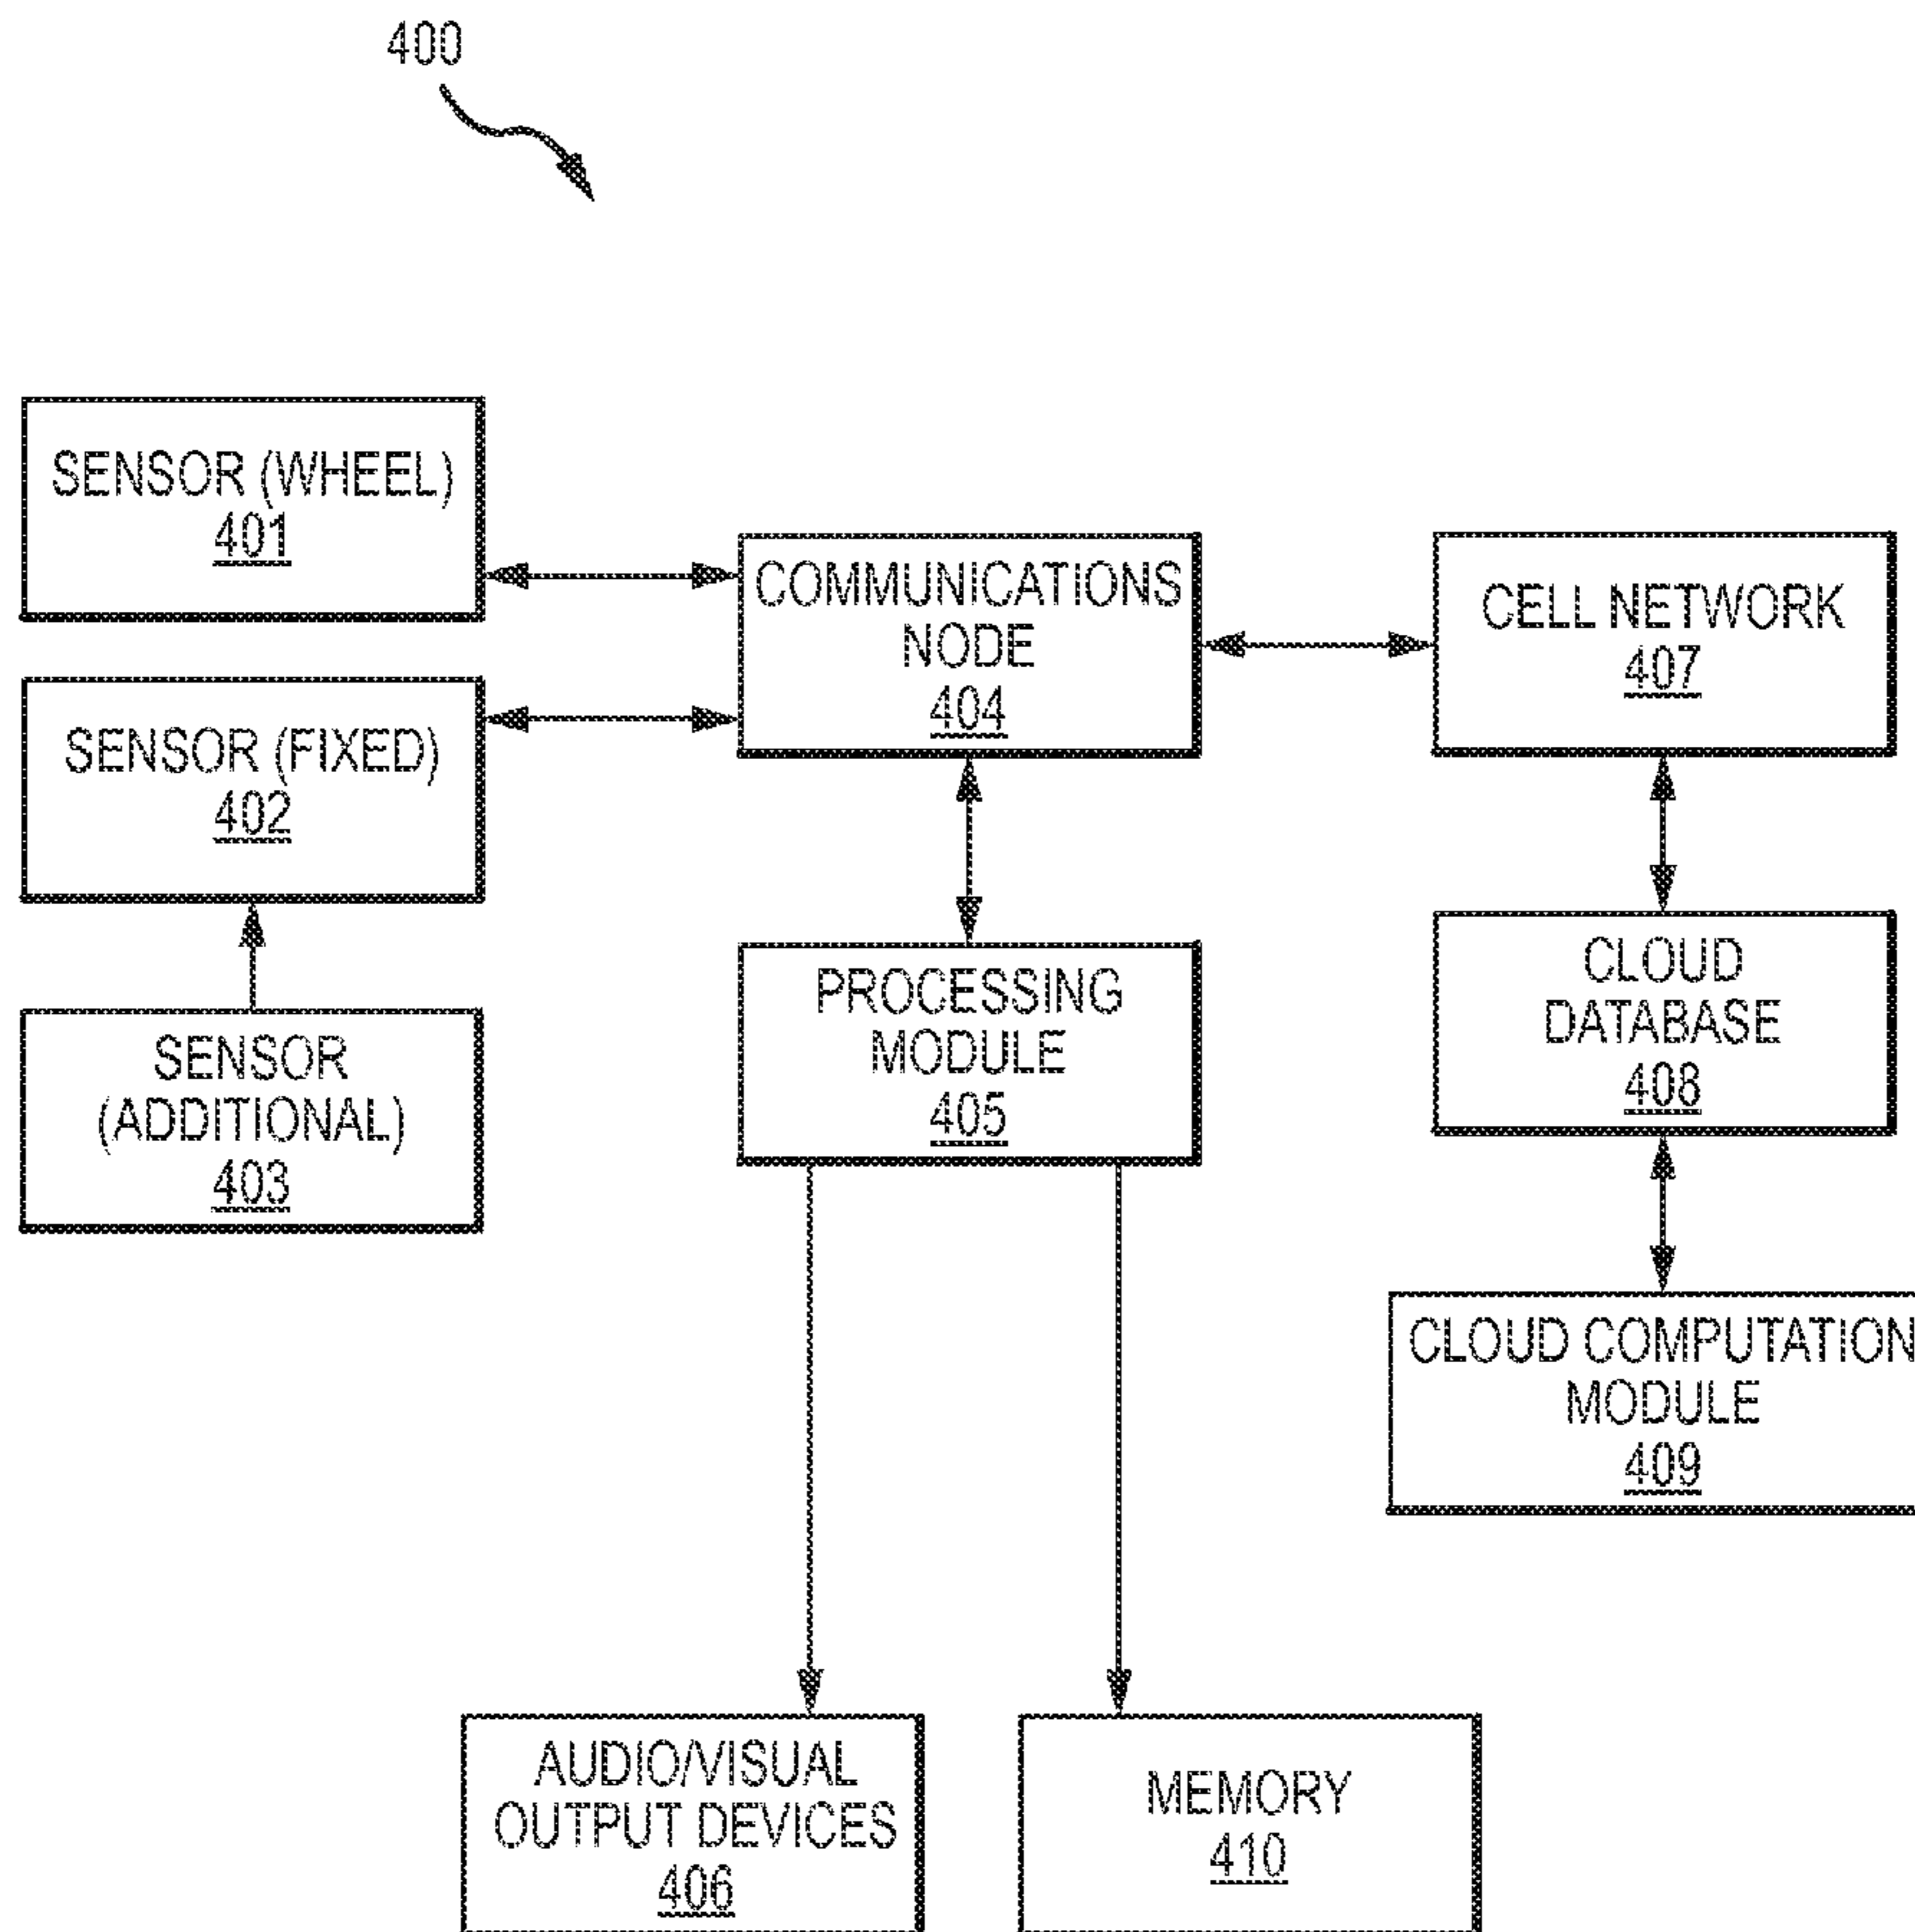 400
SENSOR (WHEEL)
401
SENSOR (FIXED)
402
SENSOR
(ADDITIONAL)
403
COMMUNICATIONS
NODE
404
PROCESSING
MODULE
405
CELL NETWORK
407
CLOUD
DATABASE
408
CLOUD COMPUTATION
MODULE
409
AUDIO/VISUAL
OUTPUT DEVICES
406
MEMORY
410